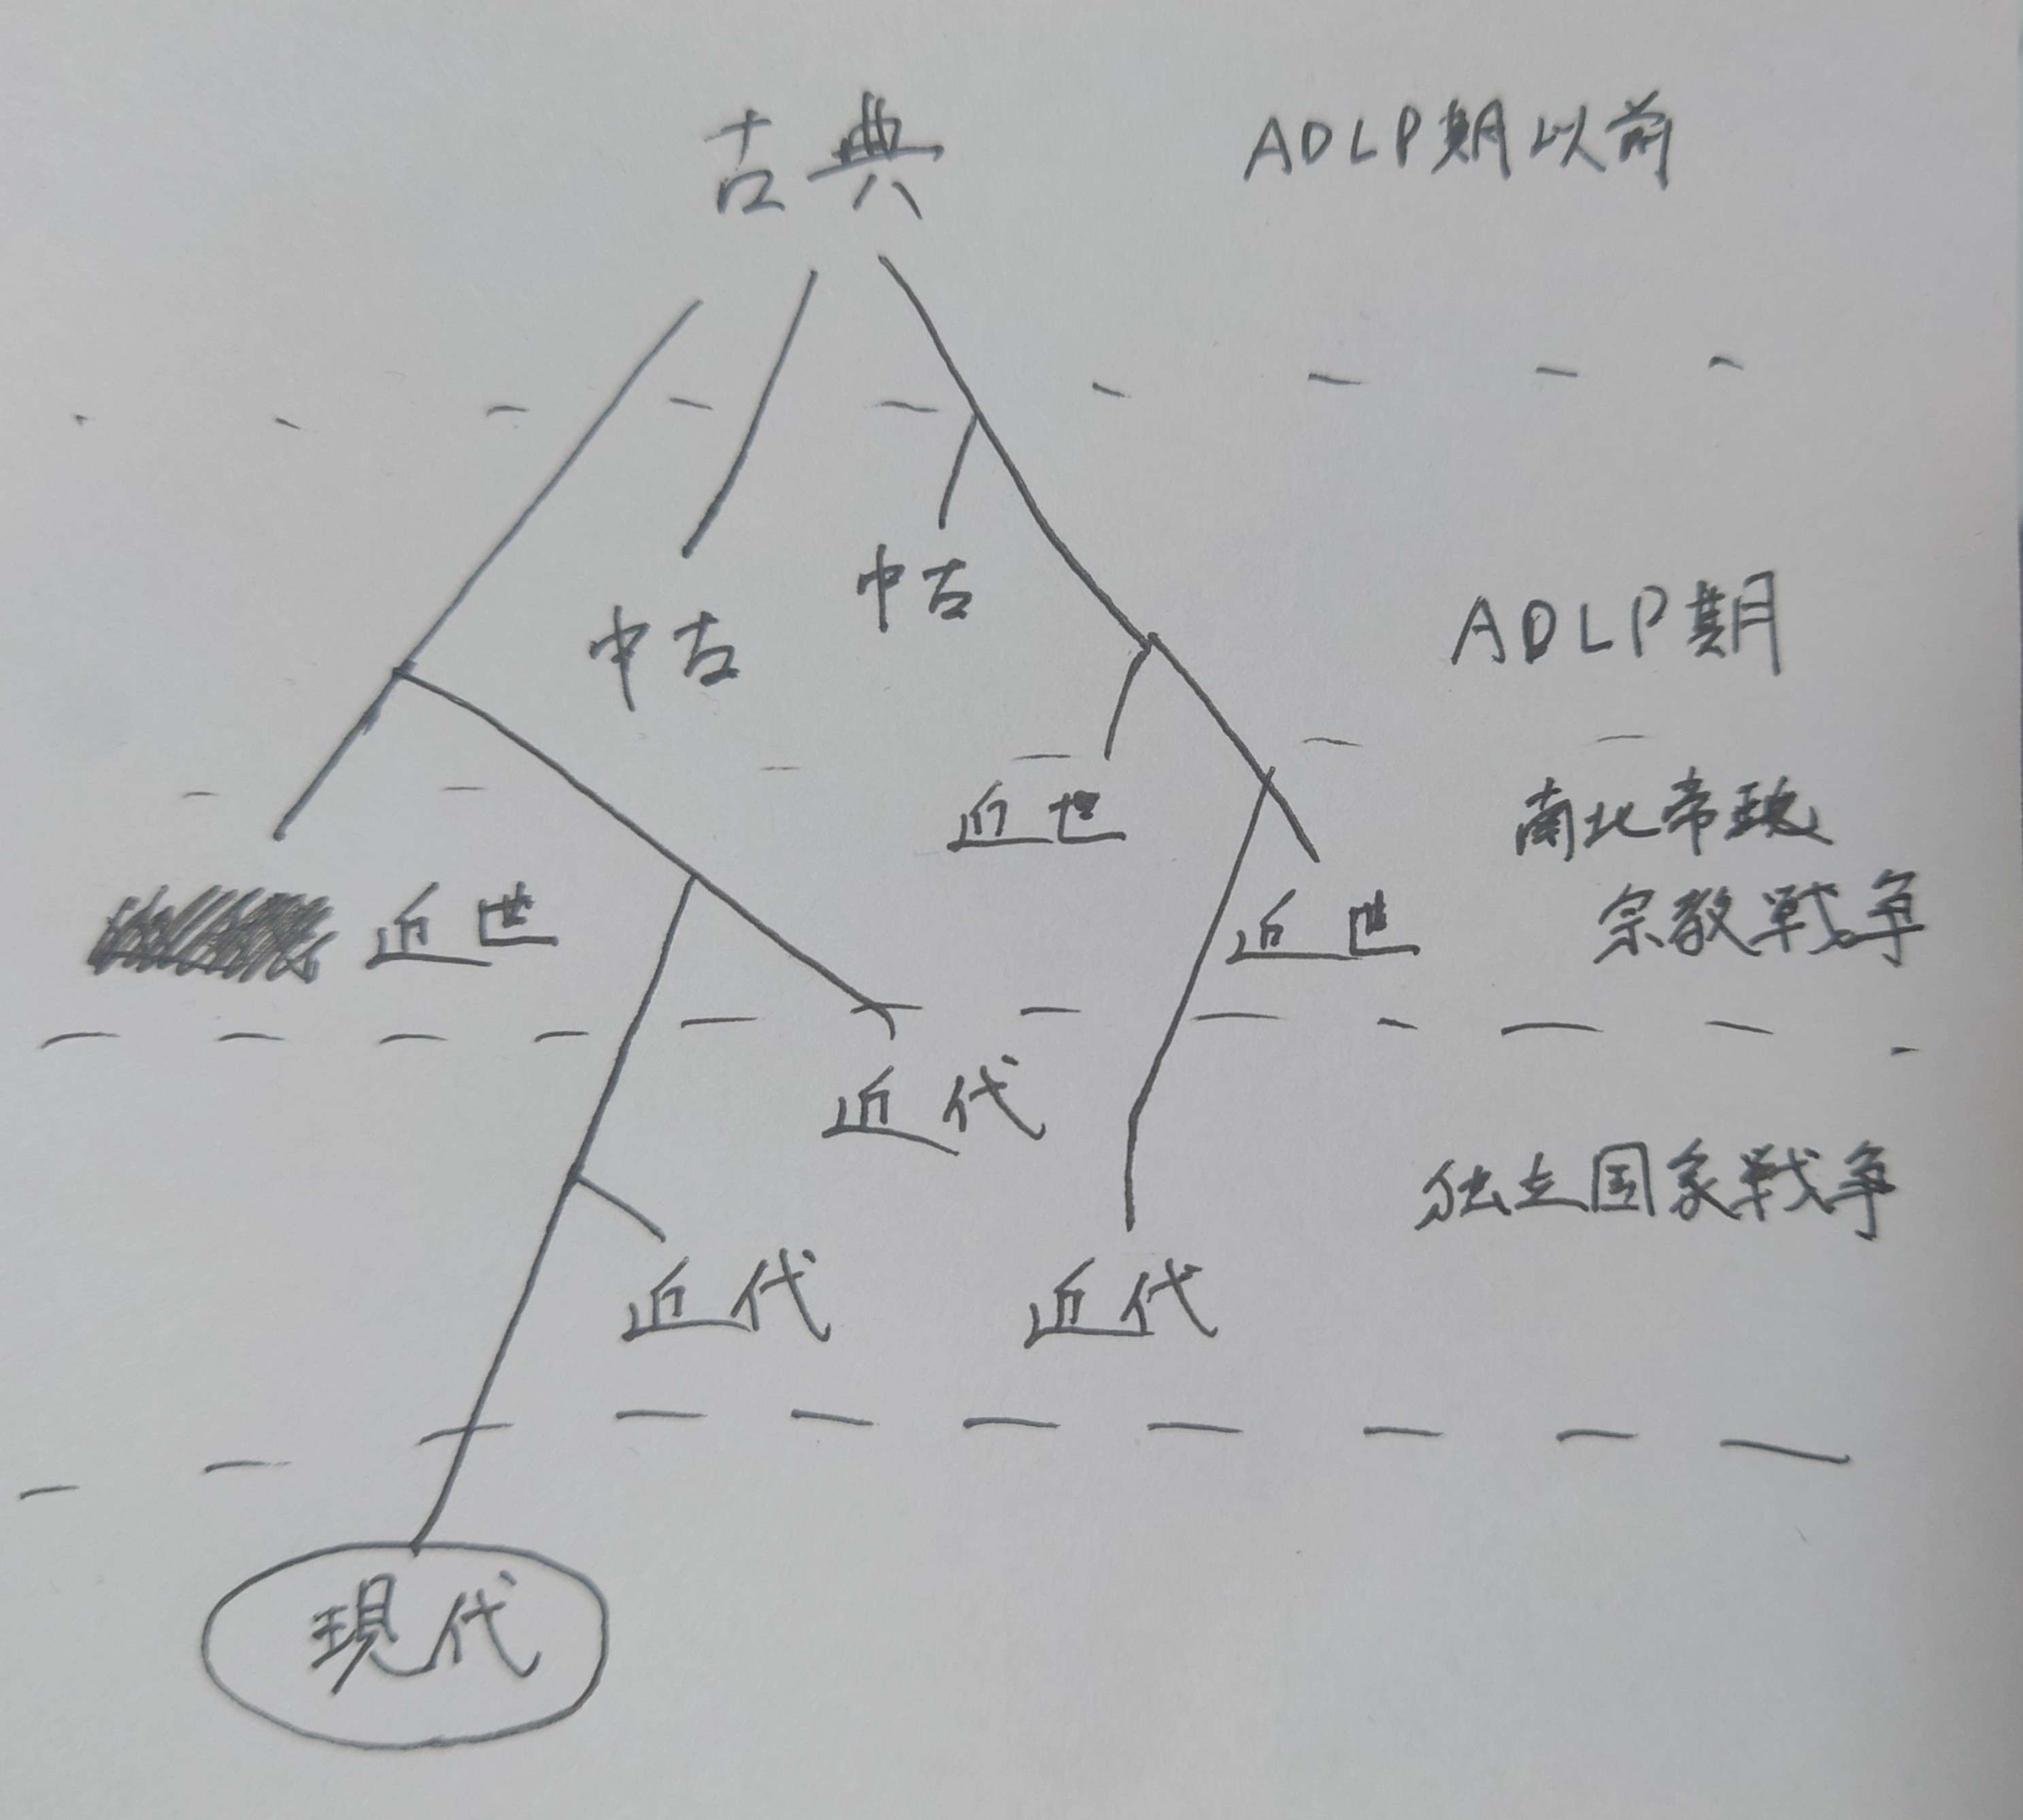 古典
ADLP期以前
中古
中古
ADLP期
近世
南北帝政
宗教戦争
近世
近世
近代
独立国家戦争
近代
近代
現代